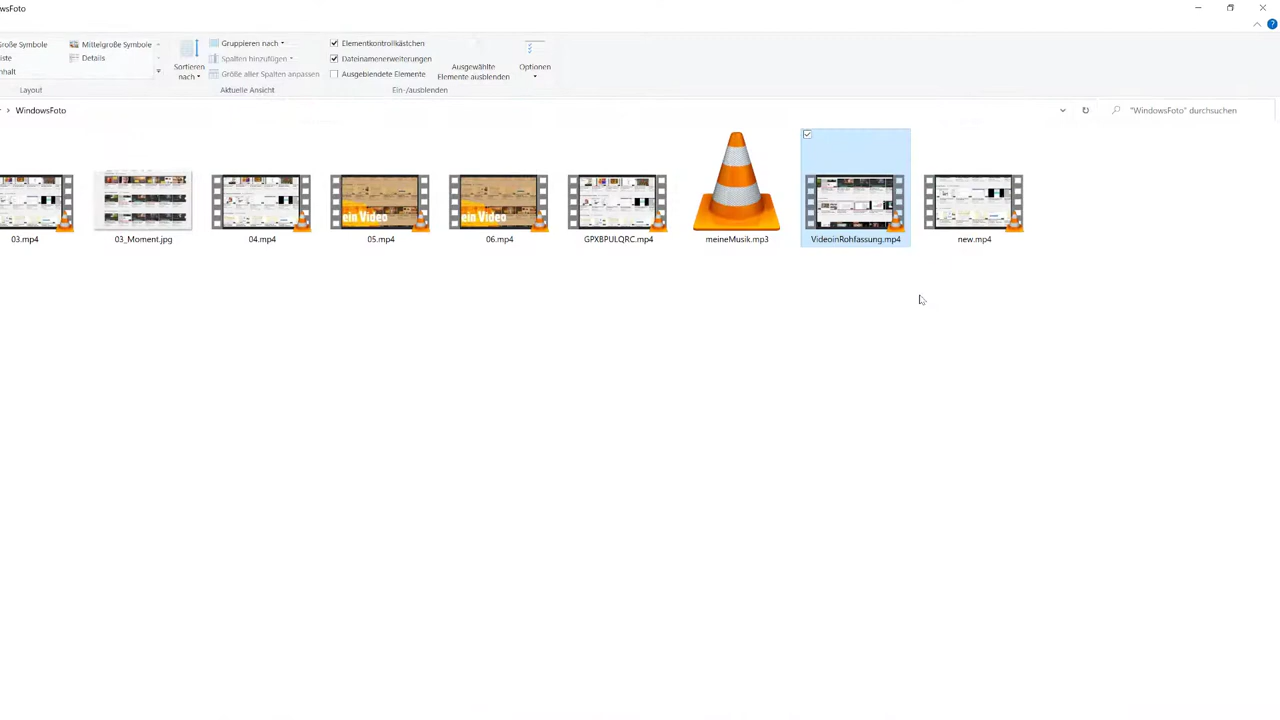 wsFoto
roße Symbole
Mittelgroße Symbole
iste
Details
halt
Layout
Sortieren
nach
Gruppieren nach
Spalten hinzufügen
Größe aller Spalten anpassen
Aktuelle Ansicht
Elementkontrollkästchen
Dateinamenerweiterungen
Ausgeblendete Elemente
Ausgewählte
Elemente ausblenden
Ein-/ausblenden
Optionen
WindowsFoto
"WindowsFoto" durchsuchen
ein Video
ein Video
03.mp4
03_Moment.jpg
04.mp4
05.mp4
06.mp4
GPXBPULQRC.mp4
meineMusik.mp3
VideoinRohfassung.mp4
new.mp4